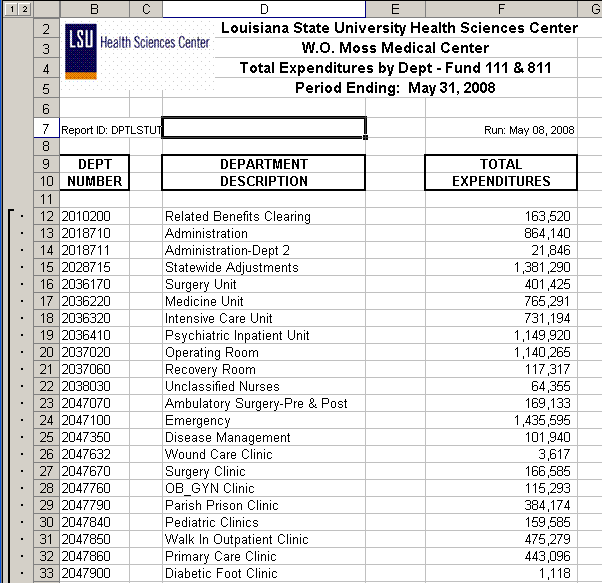 1 2 B C D E F G
2 LSU Health Sciences Center Louisiana State University Health Sciences Center
3 W.O. Moss Medical Center
4 Total Expenditures by Dept - Fund 111 & 811
5 Period Ending: May 31, 2008
6
7 Report ID: DPTLSTUT Run: May 08, 2008
8
9 DEPT DEPARTMENT TOTAL
10 NUMBER DESCRIPTION EXPENDITURES
11
12 2010200 Related Benefits Clearing 163,520
13 2018710 Administration 864,140
14 2018711 Administration-Dept 2 21,846
15 2028715 Statewide Adjustments 1,381,290
16 2036170 Surgery Unit 401,425
17 2036220 Medicine Unit 765,291
18 2036320 Intensive Care Unit 731,194
19 2036410 Psychiatric Inpatient Unit 1,149,920
20 2037020 Operating Room 1,140,265
21 2037060 Recovery Room 117,317
22 2038030 Unclassified Nurses 64,355
23 2047070 Ambulatory Surgery-Pre & Post 169,133
24 2047100 Emergency 1,435,595
25 2047350 Disease Management 101,940
26 2047632 Wound Care Clinic 3,617
27 2047670 Surgery Clinic 166,585
28 2047760 OB_GYN Clinic 115,293
29 2047790 Parish Prison Clinic 384,174
30 2047840 Pediatric Clinics 159,585
31 2047850 Walk In Outpatient Clinic 475,279
32 2047860 Primary Care Clinic 443,096
33 2047900 Diabetic Foot Clinic 1,118